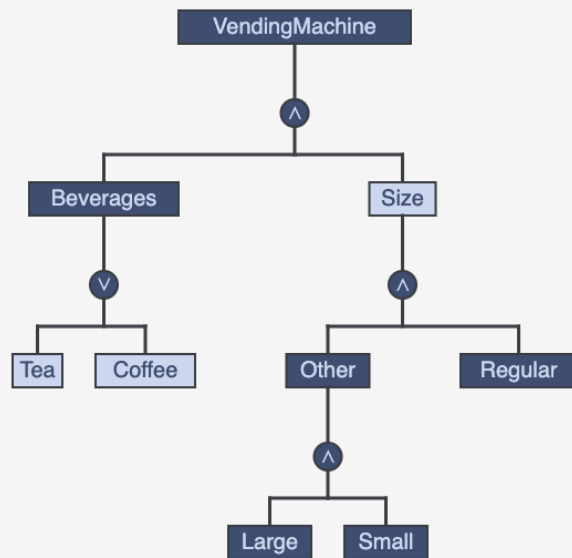 VendingMachine
∧
Beverages
Size
∨
∧
Tea
Coffee
Other
Regular
∧
Large
Small